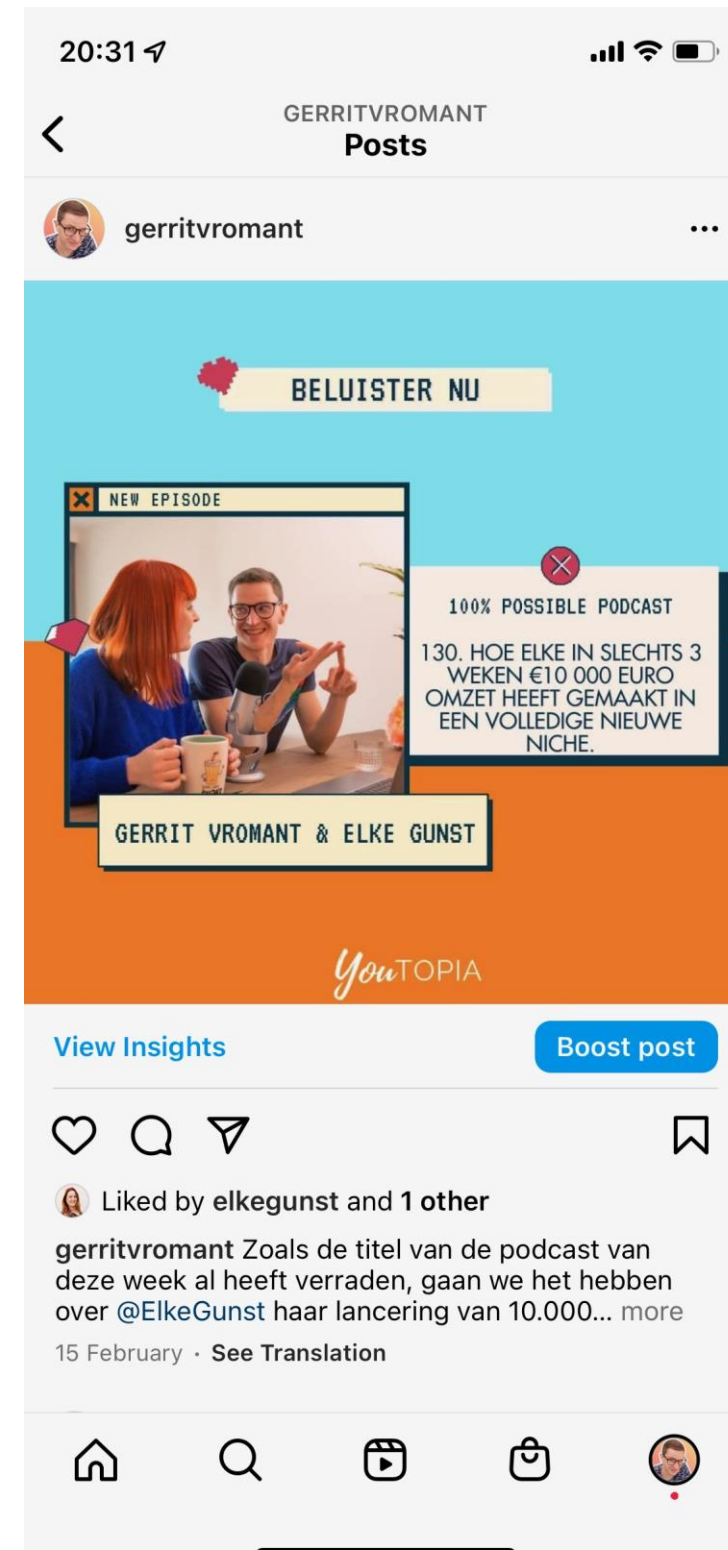 20:31
GERRITVROMANT
Posts
gerritvromant
BELUISTER NU
NEW EPISODE
100% POSSIBLE PODCAST
130. HOE ELKE IN SLECHTS 3
WEKEN €10 000 EURO
OMZET HEEFT GEMAAKT IN
EEN VOLLEDIGE NIEUWE
NICHE.
GERRIT VROMANT & ELKE GUNST
YouTOPIA
View Insights
Boost post
Liked by elkegunst and 1 other
gerritvromant Zoals de titel van de podcast van
deze week al heeft verraden, gaan we het hebben
over @ElkeGunst haar lancering van 10.000... more
15 February · See Translation